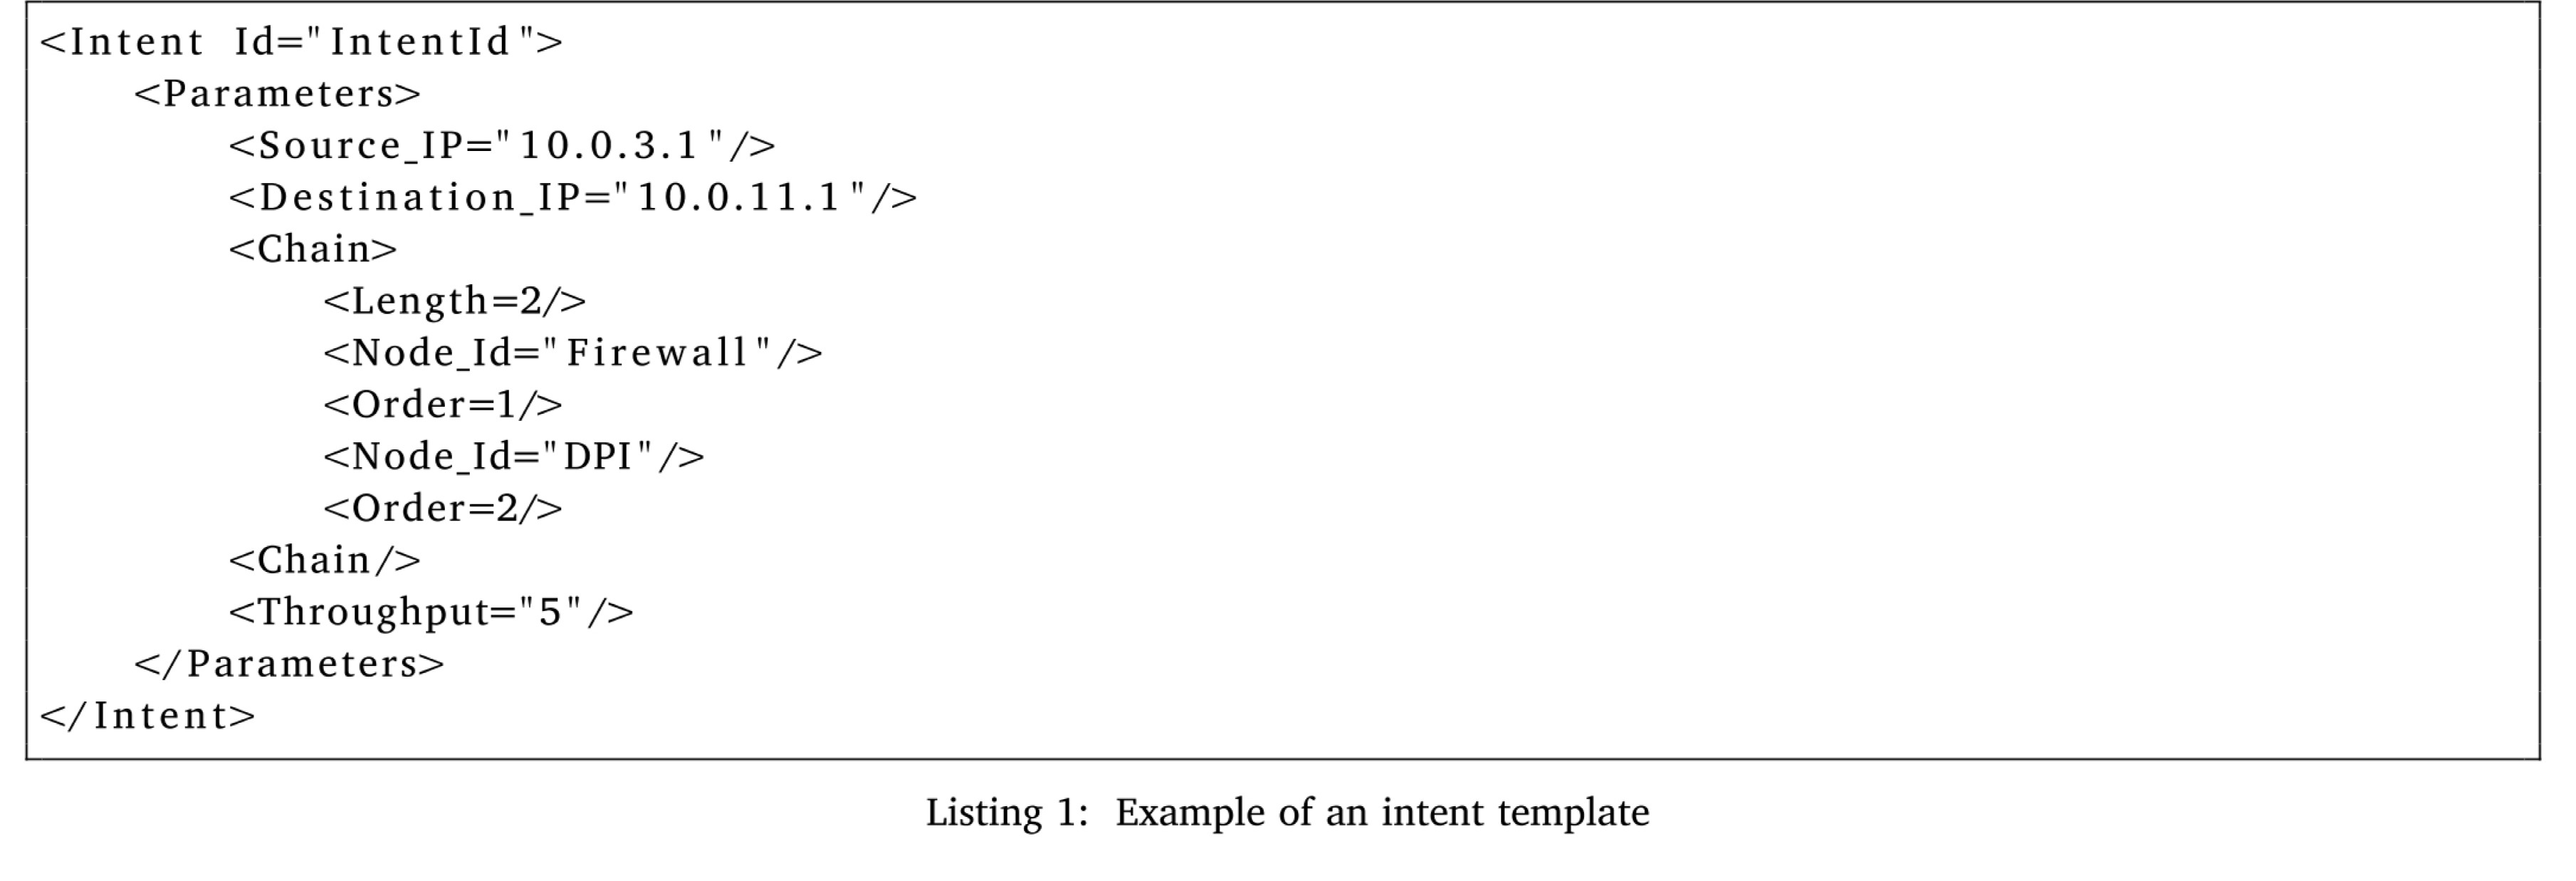 <Intent Id="IntentId">
<Parameters>
<Source_IP="10.0.3.1"/>
<Destination_IP="10.0.11.1"/>
<Chain>
<Length=2/>
<Node_Id="Firewall"/>
<Order=1/>
<Node_Id="DPI"/>
<Order=2/>
<Chain/>
<Throughput="5"/>
</Parameters>
</Intent>
Listing 1: Example of an intent template